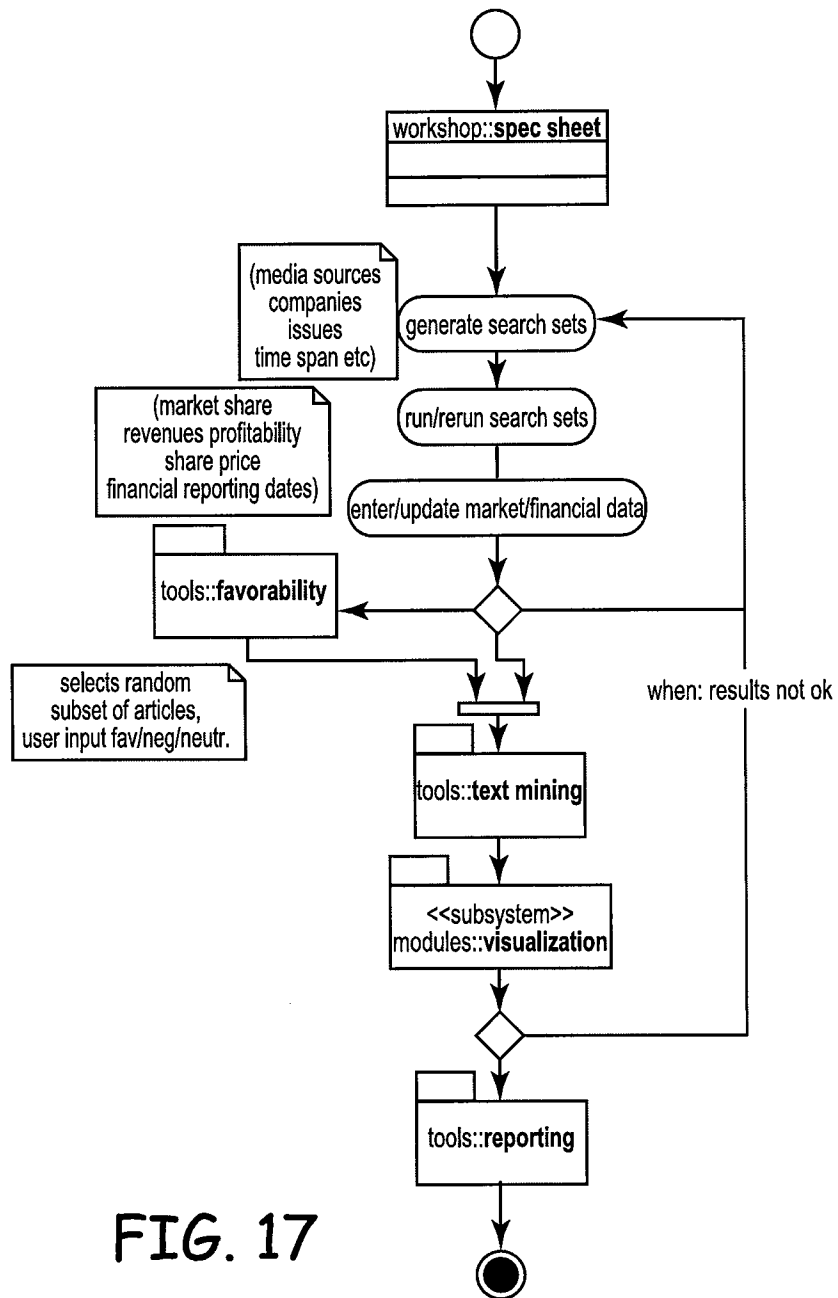 workshop::spec sheet
(media sources
companies
issues
time span etc)
generate search sets
(market share
revenues profitability
share price
financial reporting dates)
run/rerun search sets
enter/update market/financial data
tools::favorability
selects random
subset of articles,
user input fav/neg/neutr.
when: results not ok
tools::text mining
<<subsystem>>
modules::visualization
tools::reporting
FIG. 17